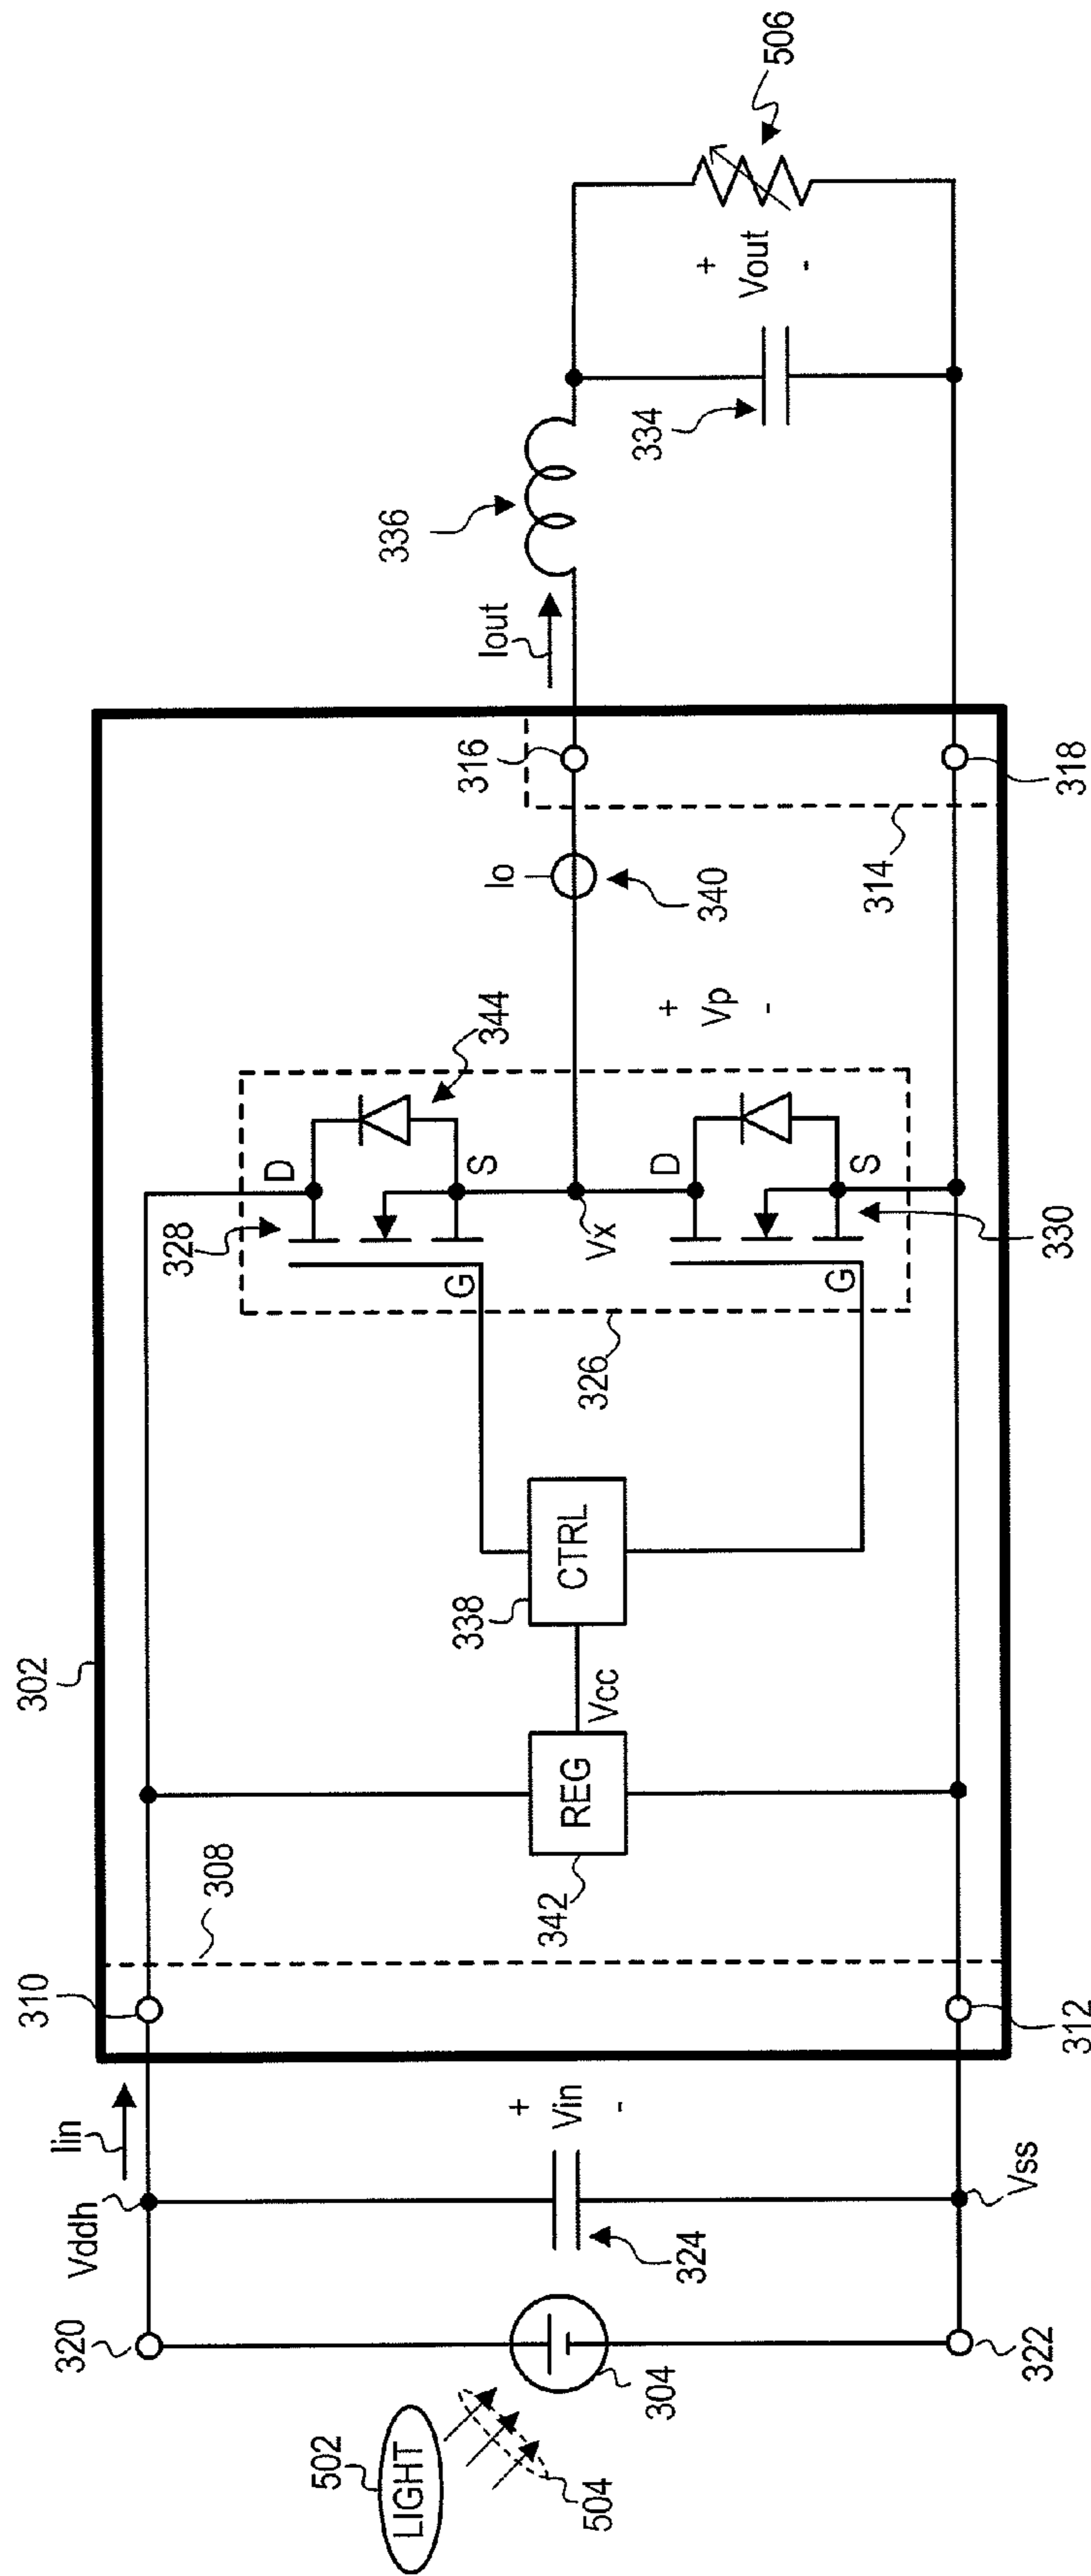 302
310
308
320
Vddh
Iin
502
LIGHT
504
304
324
+
Vin
-
322
Vss
312
342
REG
Vcc
338
CTRL
326
328
G
D
S
344
Vx
G
D
S
330
+
Vp
-
Io
340
316
314
318
Iout
336
334
+
Vout
-
506